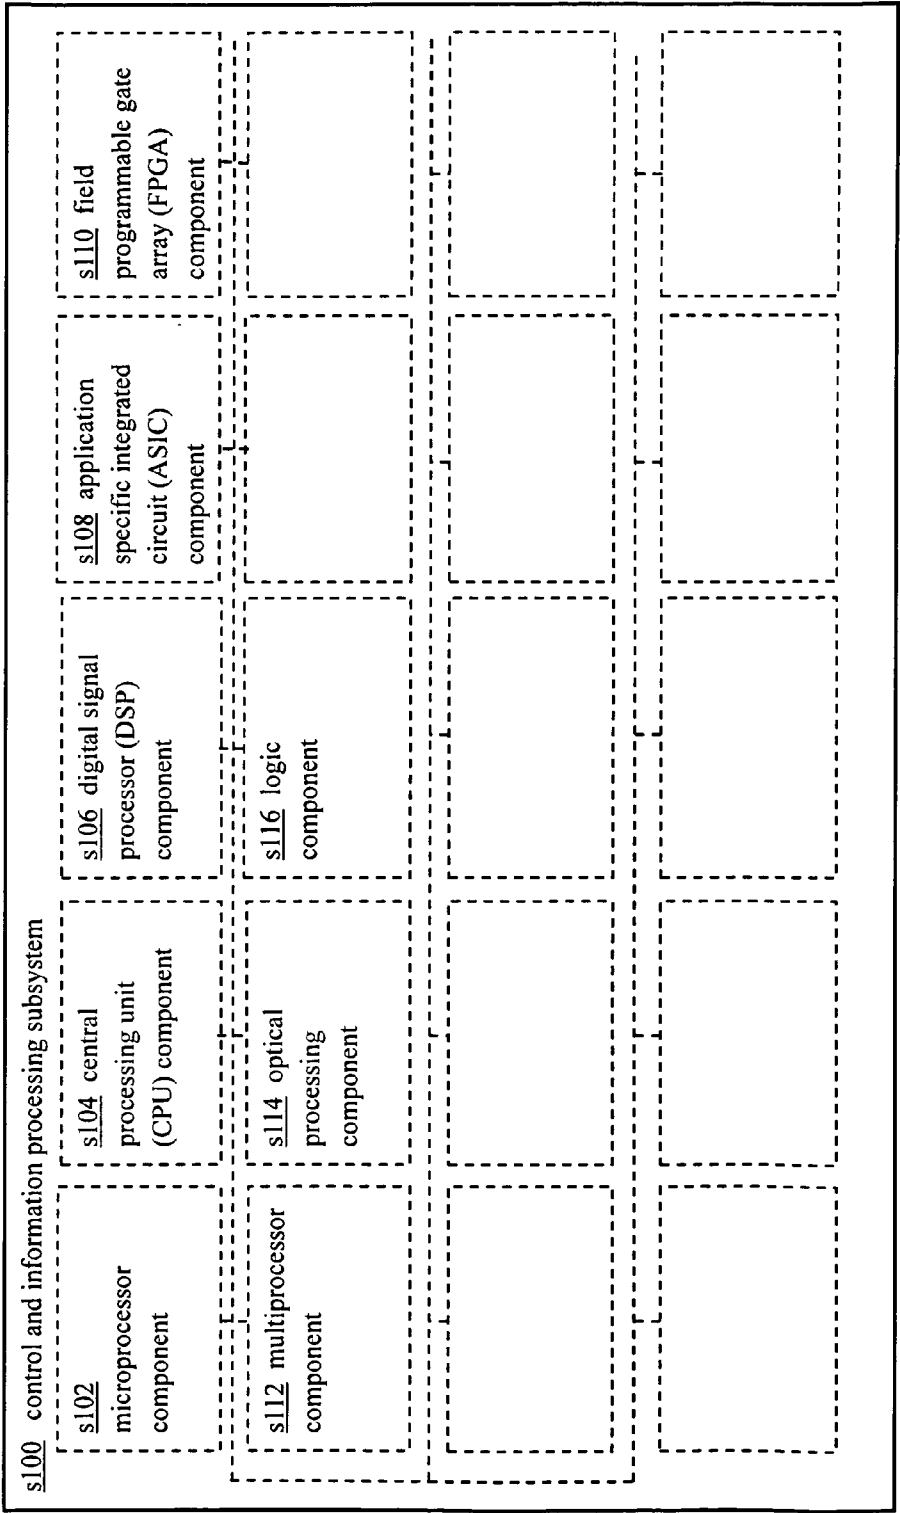 s100 control and information processing subsystem
s102
microprocessor
component
s104 central
processing unit
(CPU) component
s106 digital signal
processor (DSP)
component
s108 application
specific integrated
circuit (ASIC)
component
s110 field
programmable gate
array (FPGA)
component
s112 multiprocessor
component
s114 optical
processing
component
s116 logic
component